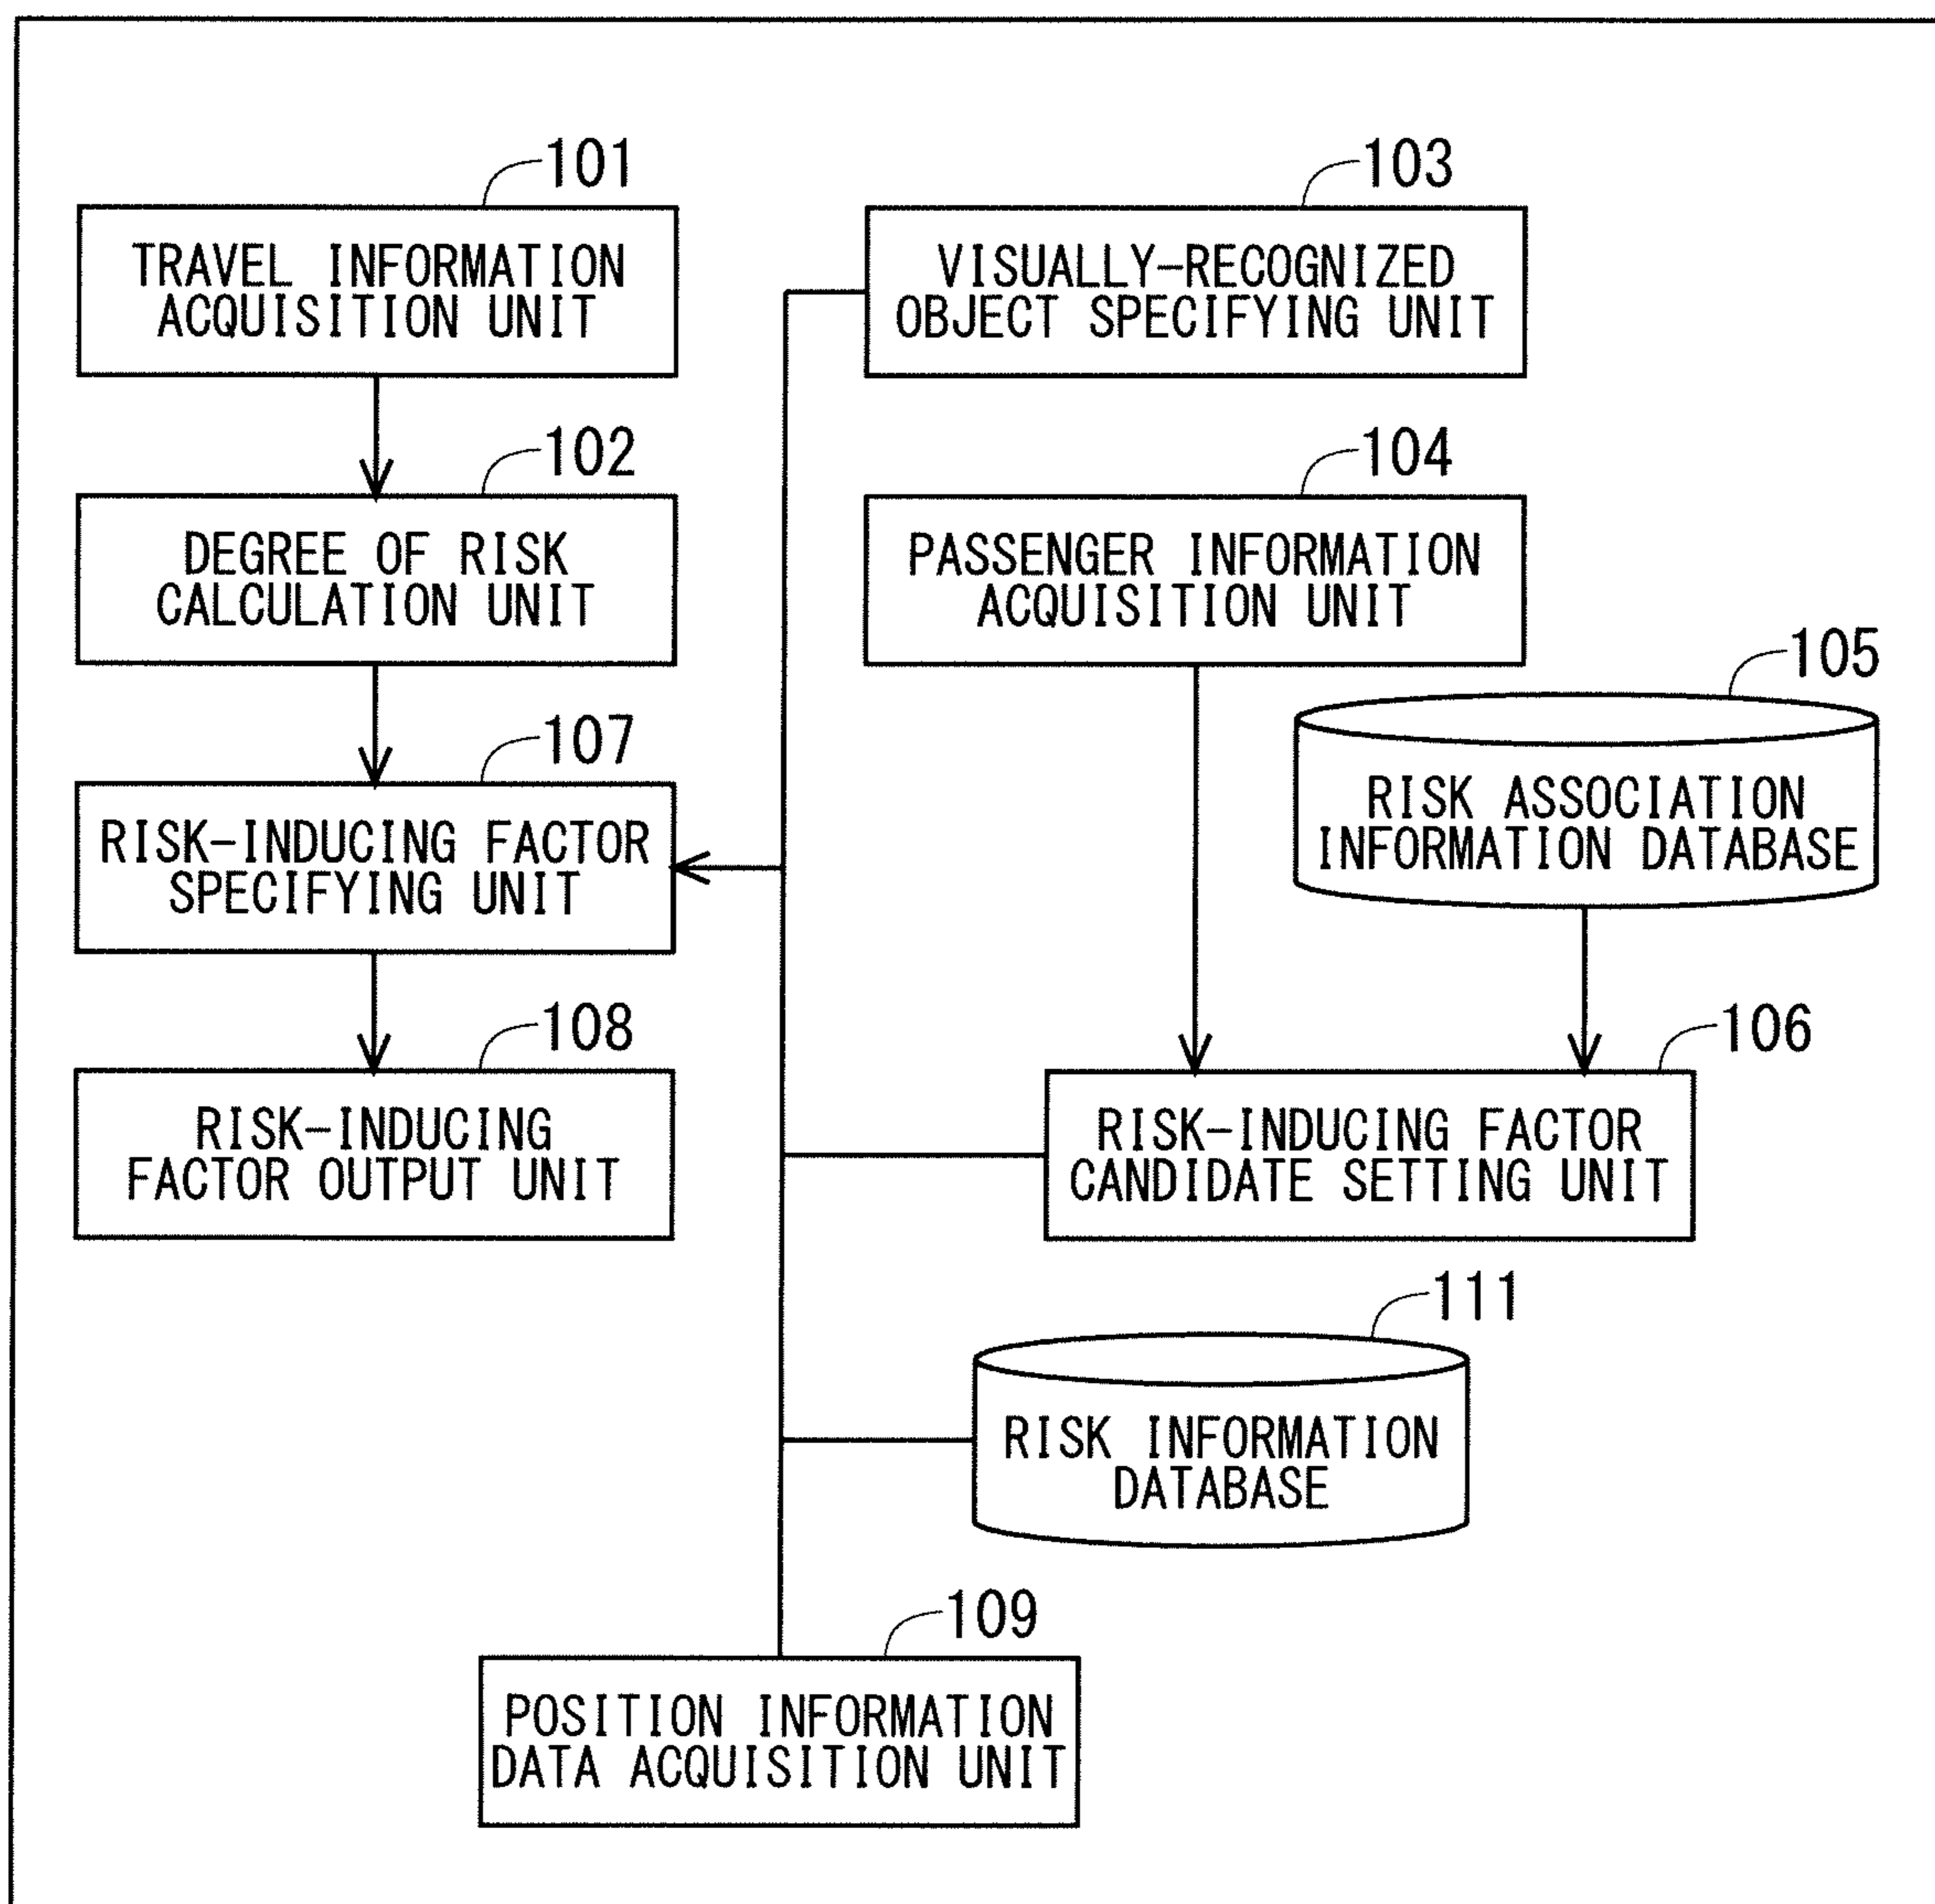 101
TRAVEL INFORMATION
ACQUISITION UNIT
103
VISUALLY-RECOGNIZED
OBJECT SPECIFYING UNIT
102
DEGREE OF RISK
CALCULATION UNIT
104
PASSENGER INFORMATION
ACQUISITION UNIT
105
RISK ASSOCIATION
INFORMATION DATABASE
107
RISK-INDUCING FACTOR
SPECIFYING UNIT
108
RISK-INDUCING
FACTOR OUTPUT UNIT
106
RISK-INDUCING FACTOR
CANDIDATE SETTING UNIT
111
RISK INFORMATION
DATABASE
109
POSITION INFORMATION
DATA ACQUISITION UNIT